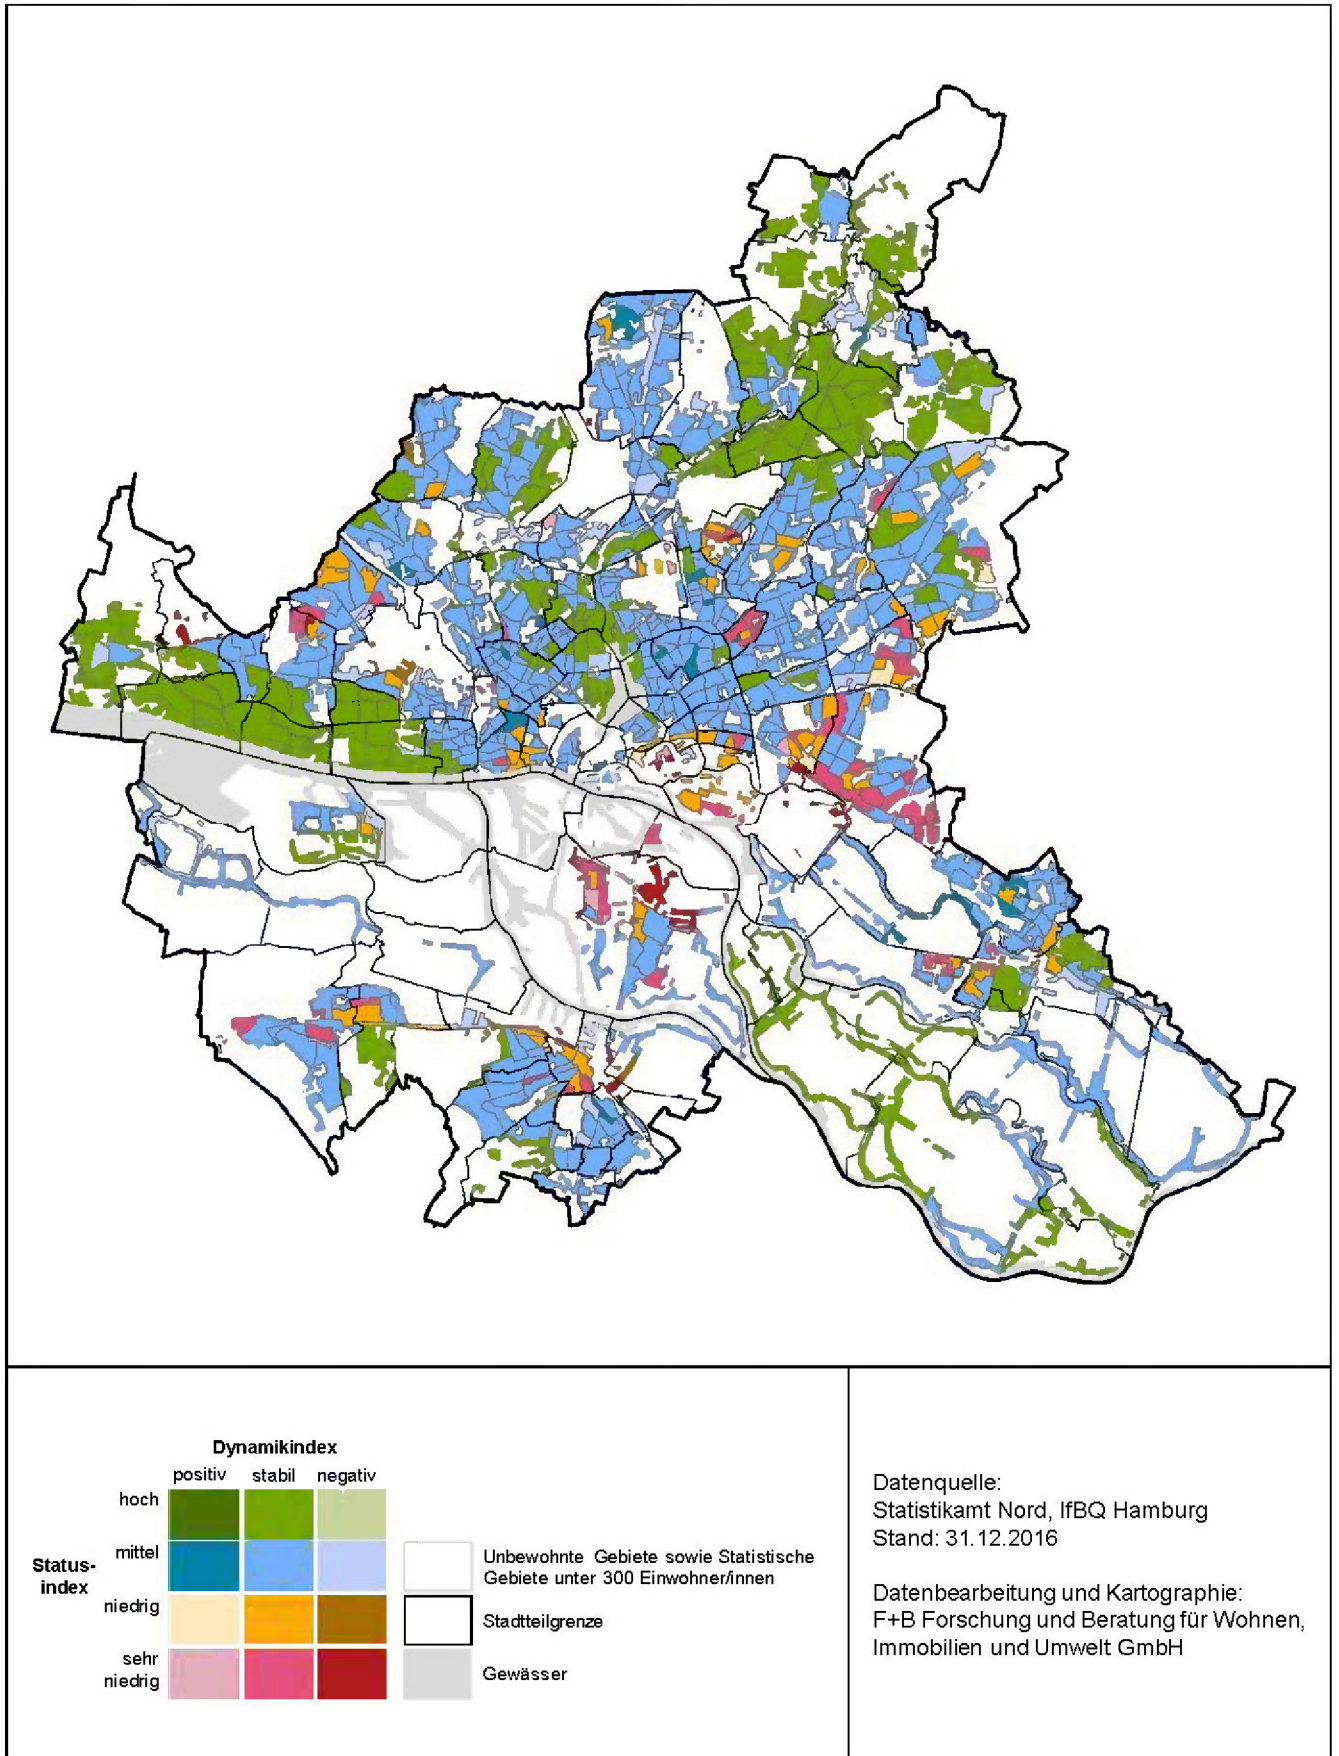 Dynamikindex
positiv stabil negativ
hoch
mittel
Status-
index
niedrig
sehr
niedrig
Unbewohnte Gebiete sowie Statistische
Gebiete unter 300 Einwohner/innen
Stadtteilgrenze
Gewässer
Datenquelle:
Statistikamt Nord, IfBQ Hamburg
Stand: 31.12.2016
Datenbearbeitung und Kartographie:
F+B Forschung und Beratung für Wohnen,
Immobilien und Umwelt GmbH